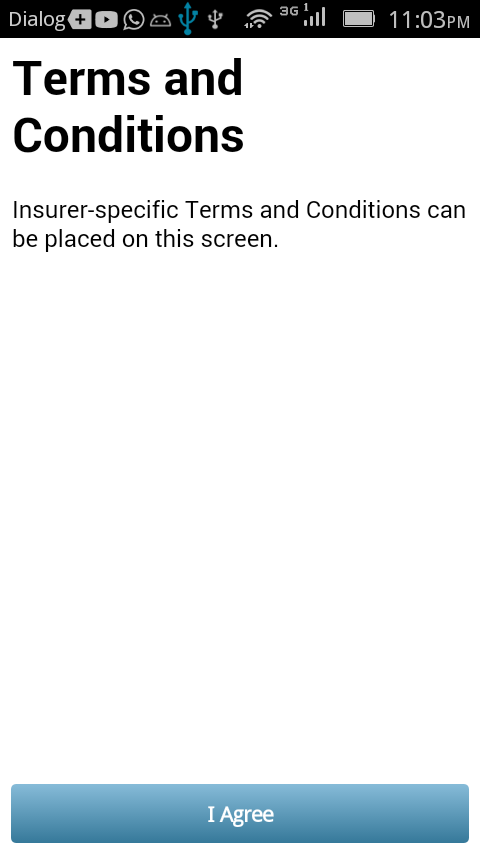 Dialog 3G 1 11:03PM
Terms and
Conditions
Insurer-specific Terms and Conditions can
be placed on this screen.
I Agree